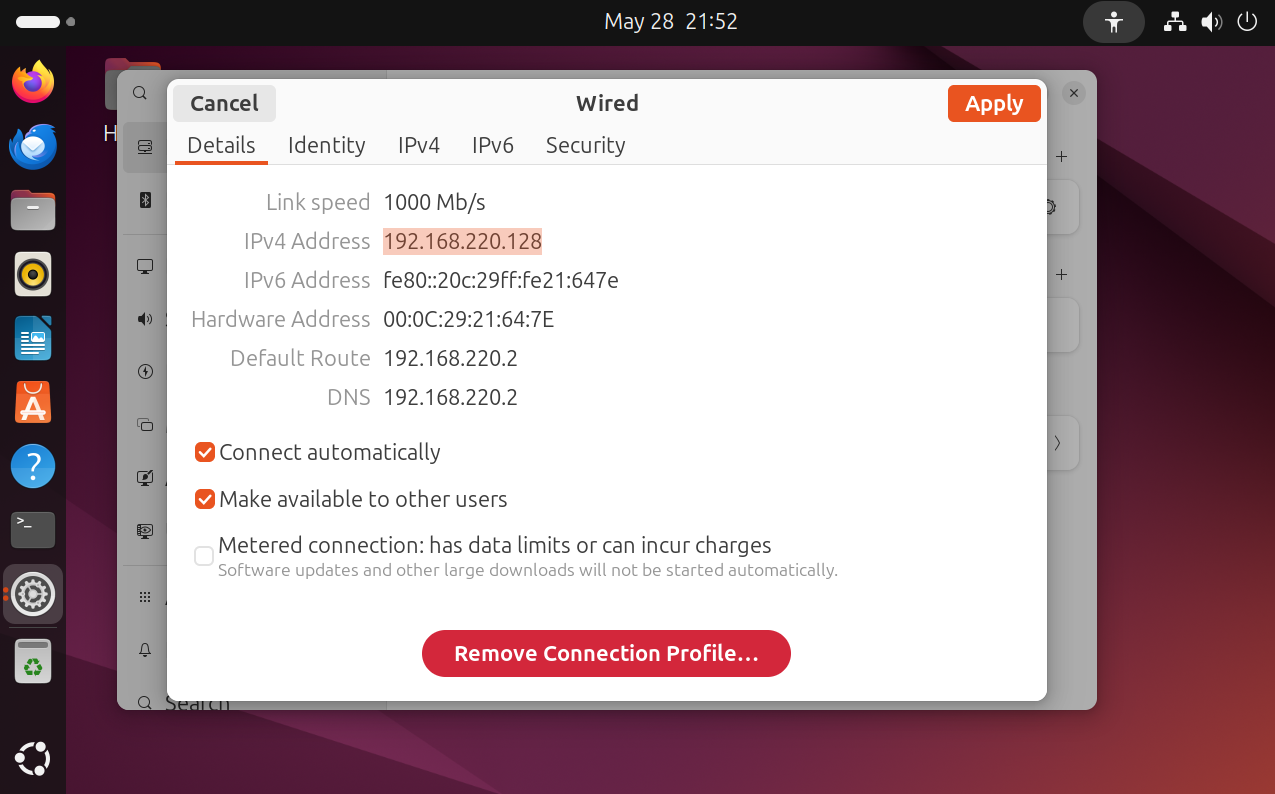 May 28 21:52
H
Cancel
Wired
Apply
Details
Identity
IPv4
IPv6
Security
Link speed 1000 Mb/s
IPv4 Address 192.168.220.128
IPv6 Address fe80::20c:29ff:fe21:647e
Hardware Address 00:0C:29:21:64:7E
Default Route 192.168.220.2
DNS 192.168.220.2
Connect automatically
Make available to other users
Metered connection: has data limits or can incur charges
Software updates and other large downloads will not be started automatically.
Remove Connection Profile…
Search